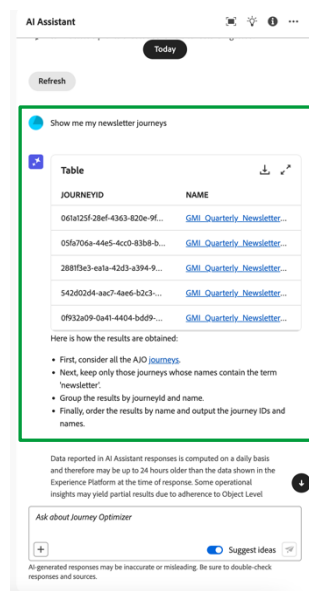 AI Assistant
Today
Refresh
Show me my newsletter journeys
Table
JOURNEYID NAME
061a125f-28ef-4363-820e-9f... GMI_Quarterly_Newsletter...
05fa706a-44e5-4cc0-83b8-b... GMI_Quarterly_Newsletter...
2881f3e3-ea1a-42d3-a394-9... GMI_Quarterly_Newsletter...
542d02d4-aac7-4ae6-b2c3-... GMI_Quarterly_Newsletter...
0f932a09-0a41-4404-bdd9-... GMI_Quarterly_Newsletter...
Here is how the results are obtained:
• First, consider all the AJO journeys.
• Next, keep only those journeys whose names contain the term
'newsletter'.
• Group the results by journeyId and name.
• Finally, order the results by name and output the journey IDs and
names.
Data reported in AI Assistant responses is computed on a daily basis
and therefore may be up to 24 hours older than the data shown in the
Experience Platform at the time of response. Some operational
insights may yield partial results due to adherence to Object Level
Ask about Journey Optimizer
Suggest ideas
AI-generated responses may be inaccurate or misleading. Be sure to double-check
responses and sources.